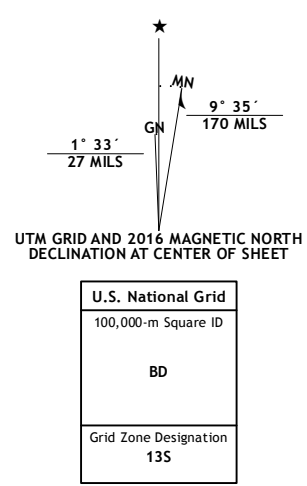 MN
GN
9° 35´
170 MILS
1° 33´
27 MILS
UTM GRID AND 2016 MAGNETIC NORTH
DECLINATION AT CENTER OF SHEET
U.S. National Grid
100,000-m Square ID
BD
Grid Zone Designation
13S